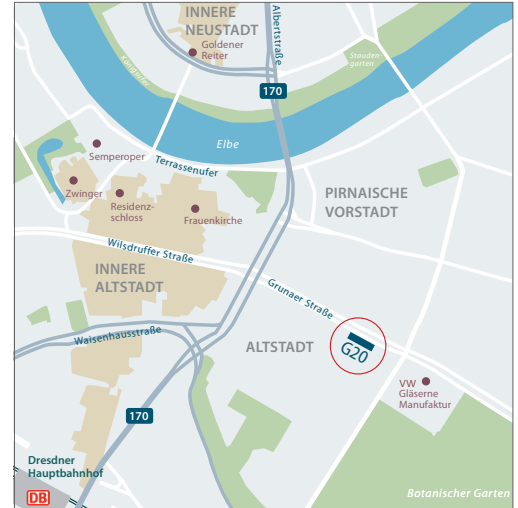 INNERE
NEUSTADT
Goldener
Reiter
Albertstraße
Königsufer
Stauden-
garten
170
Elbe
Semperoper
Terrassenufer
Zwinger
Residenz-
schloss
Frauenkirche
PIRNAISCHE
VORSTADT
Wilsdruffer Straße
INNERE
ALTSTADT
Grunaer Straße
Waisenhausstraße
ALTSTADT
G20
VW
Gläserne
Manufaktur
170
Dresdner
Hauptbahnhof
DB
Botanischer Garten